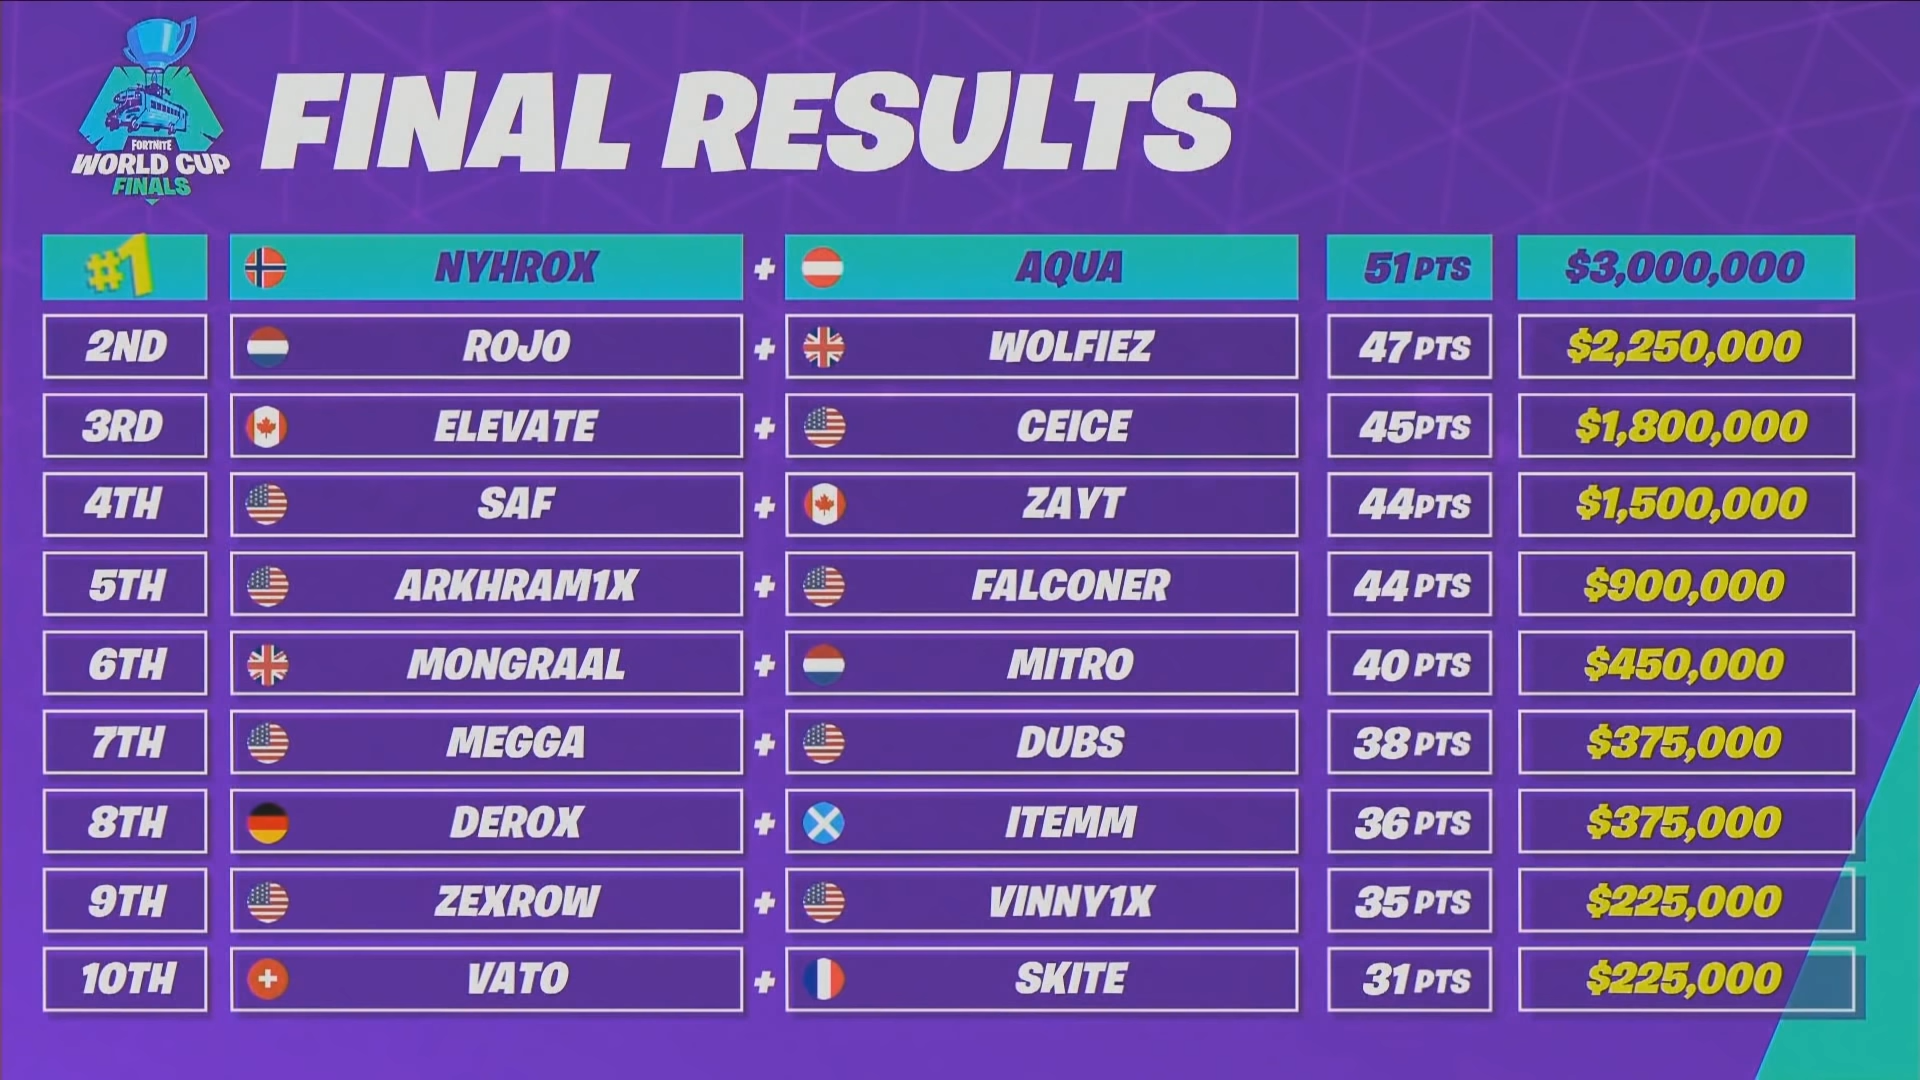 FORTNITE
WORLD CUP
FINALS
FINAL RESULTS
#1 NYHROX + AQUA 51 PTS $3,000,000
2ND ROJO + WOLFIEZ 47 PTS $2,250,000
3RD ELEVATE + CEICE 45 PTS $1,800,000
4TH SAF + ZAYT 44 PTS $1,500,000
5TH ARKHRAM1X + FALCONER 44 PTS $900,000
6TH MONGRAAL + MITRO 40 PTS $450,000
7TH MEGGA + DUBS 38 PTS $375,000
8TH DEROX + ITEMM 36 PTS $375,000
9TH ZEXROW + VINNY1X 35 PTS $225,000
10TH VATO + SKITE 31 PTS $225,000